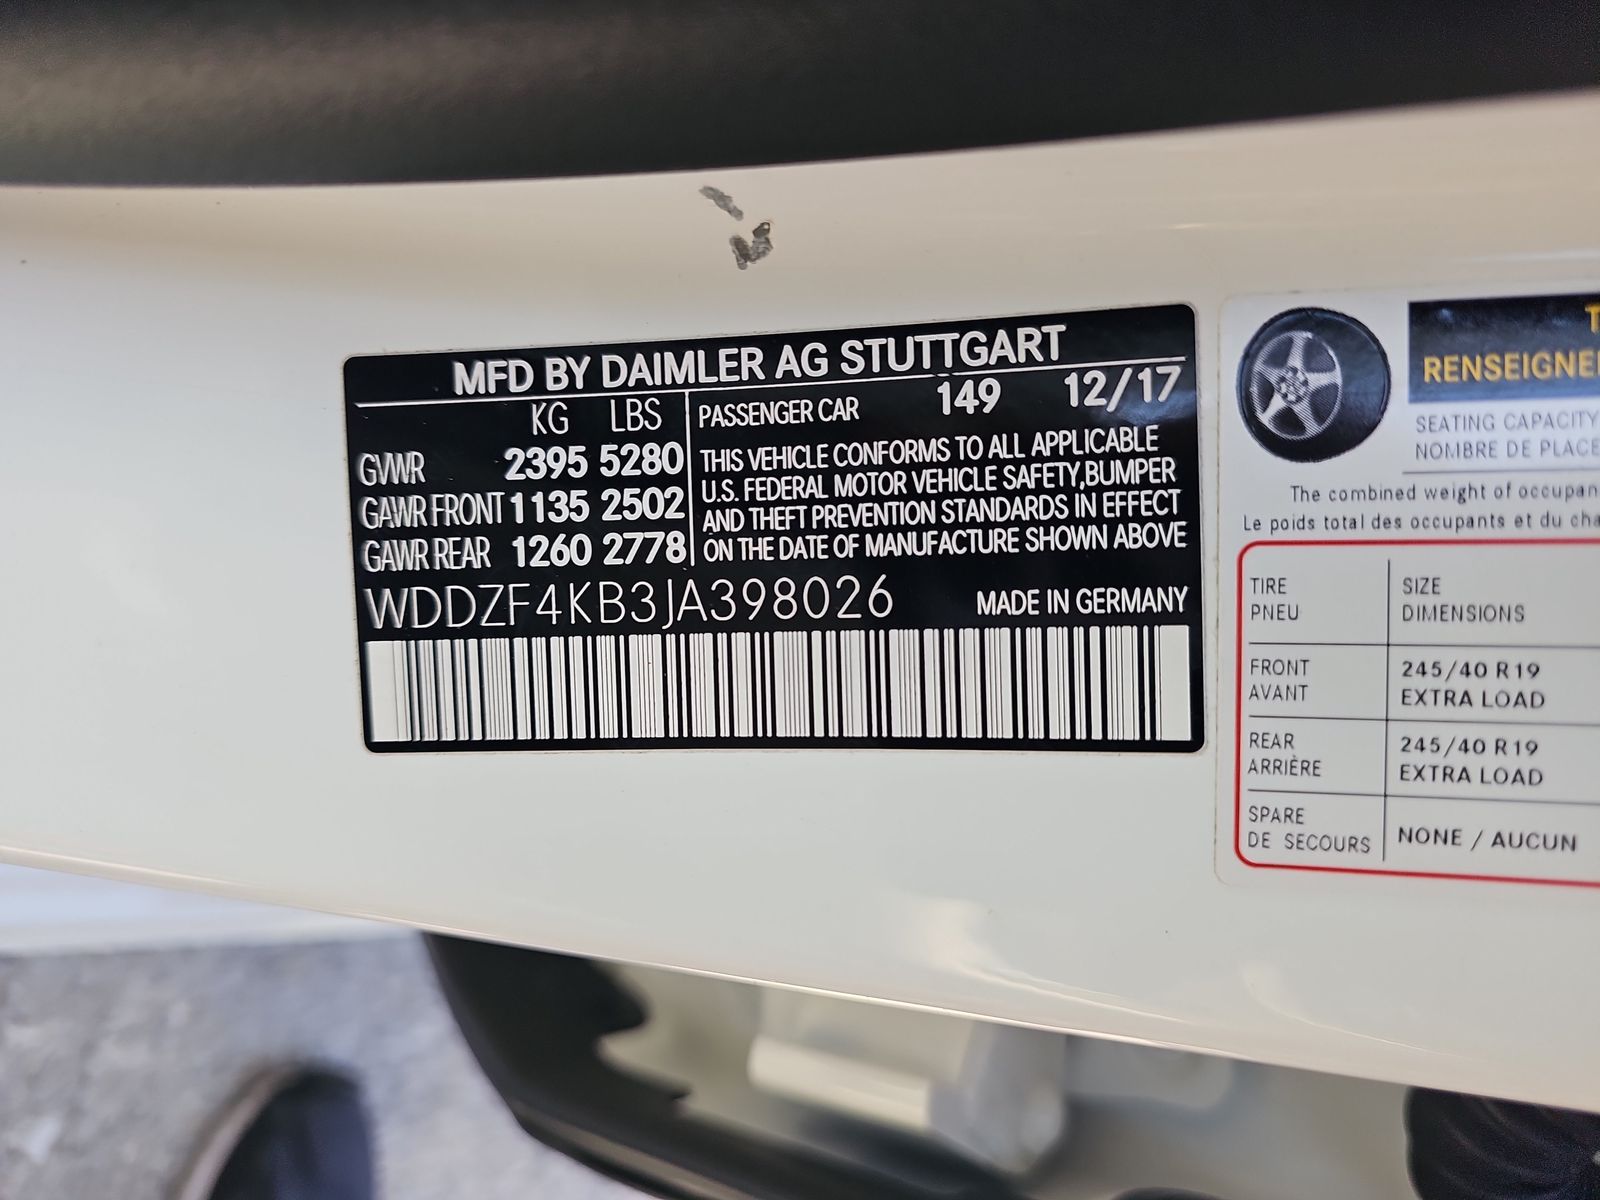 MFD BY DAIMLER AG STUTTGART
KG LBS
PASSENGER CAR 149 12/17
GVWR 2395 5280
GAWR FRONT 1135 2502
GAWR REAR 1260 2778
THIS VEHICLE CONFORMS TO ALL APPLICABLE
U.S. FEDERAL MOTOR VEHICLE SAFETY,BUMPER
AND THEFT PREVENTION STANDARDS IN EFFECT
ON THE DATE OF MANUFACTURE SHOWN ABOVE
WDDZF4KB3JA398026 MADE IN GERMANY
SEATING CAPACITY
NOMBRE DE PLACE
The combined weight of
Le poids total des occupants et du
TIRE SIZE
PNEU DIMENSIONS
FRONT 245/40 R19
AVANT EXTRA LOAD
REAR 245/40 R19
ARRIÈRE EXTRA LOAD
SPARE
DE SECOURS NONE / AUCUN